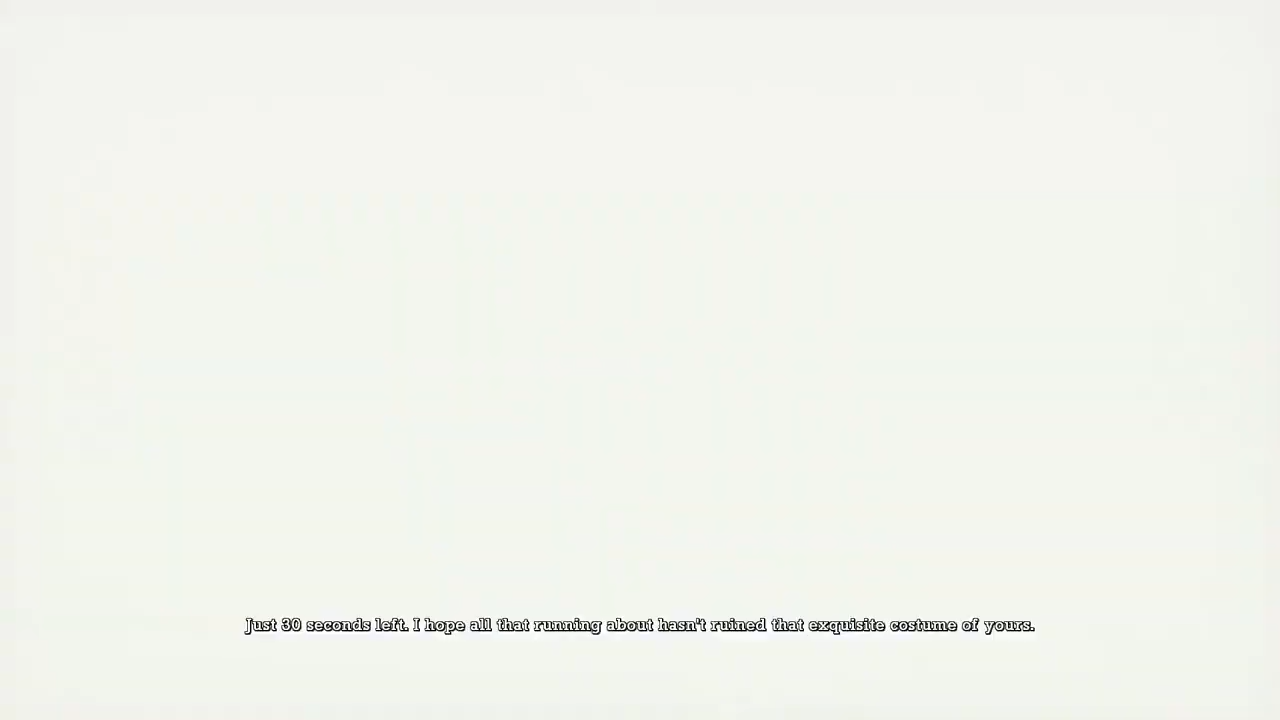 Just 30 seconds left. I hope all that running about hasn't ruined that exquisite costume of yours.